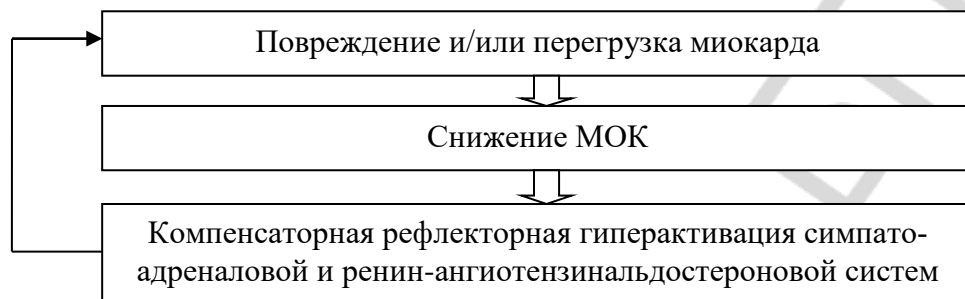 Повреждение и/или перегрузка миокарда
Снижение МОК
Компенсаторная рефлекторная гиперактивация симпато-
адреналовой и ренин-ангиотензинальдостероновой систем